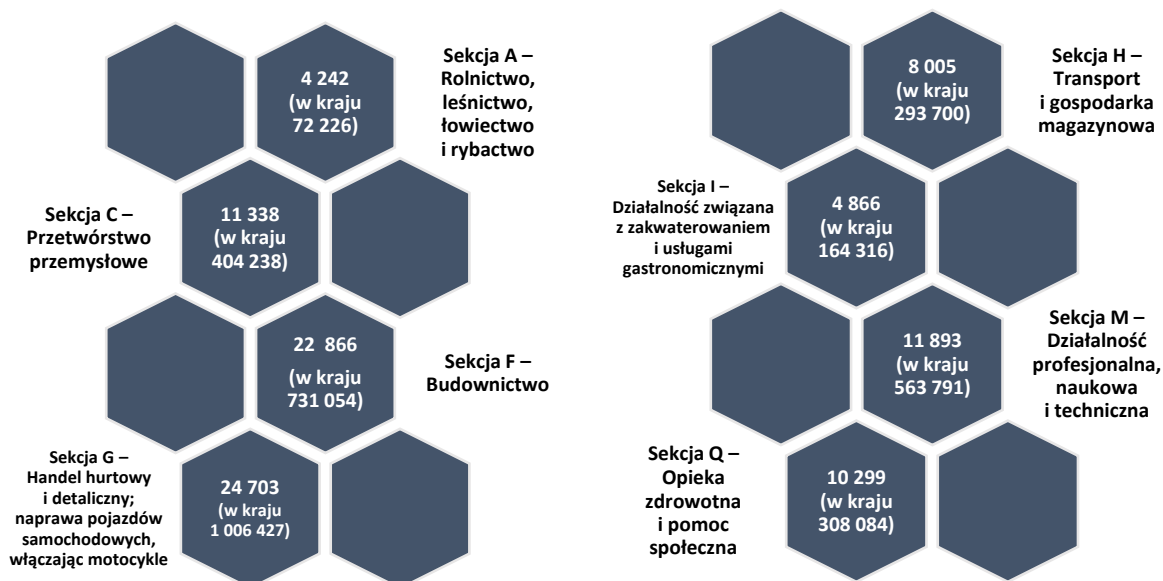 Sekcja A –
Rolnictwo,
leśnictwo,
łowiectwo
i rybactwo
4 242
(w kraju
72 226)
Sekcja C –
Przetwórstwo
przemysłowe
11 338
(w kraju
404 238)
22  866
(w kraju
731 054)
Sekcja F –
Budownictwo
Sekcja G –
Handel hurtowy
i detaliczny;
naprawa pojazdów
samochodowych,
włączając motocykle
24 703
(w kraju
1 006 427)
8 005
(w kraju
293 700)
Sekcja H –
Transport
i gospodarka
magazynowa
Sekcja I –
Działalność związana
z zakwaterowaniem
i usługami
gastronomicznymi
4 866
(w kraju
164 316)
11 893
(w kraju
563 791)
Sekcja M –
Działalność
profesjonalna,
naukowa
i techniczna
Sekcja Q –
Opieka
zdrowotna
i pomoc
społeczna
10 299
(w kraju
308 084)